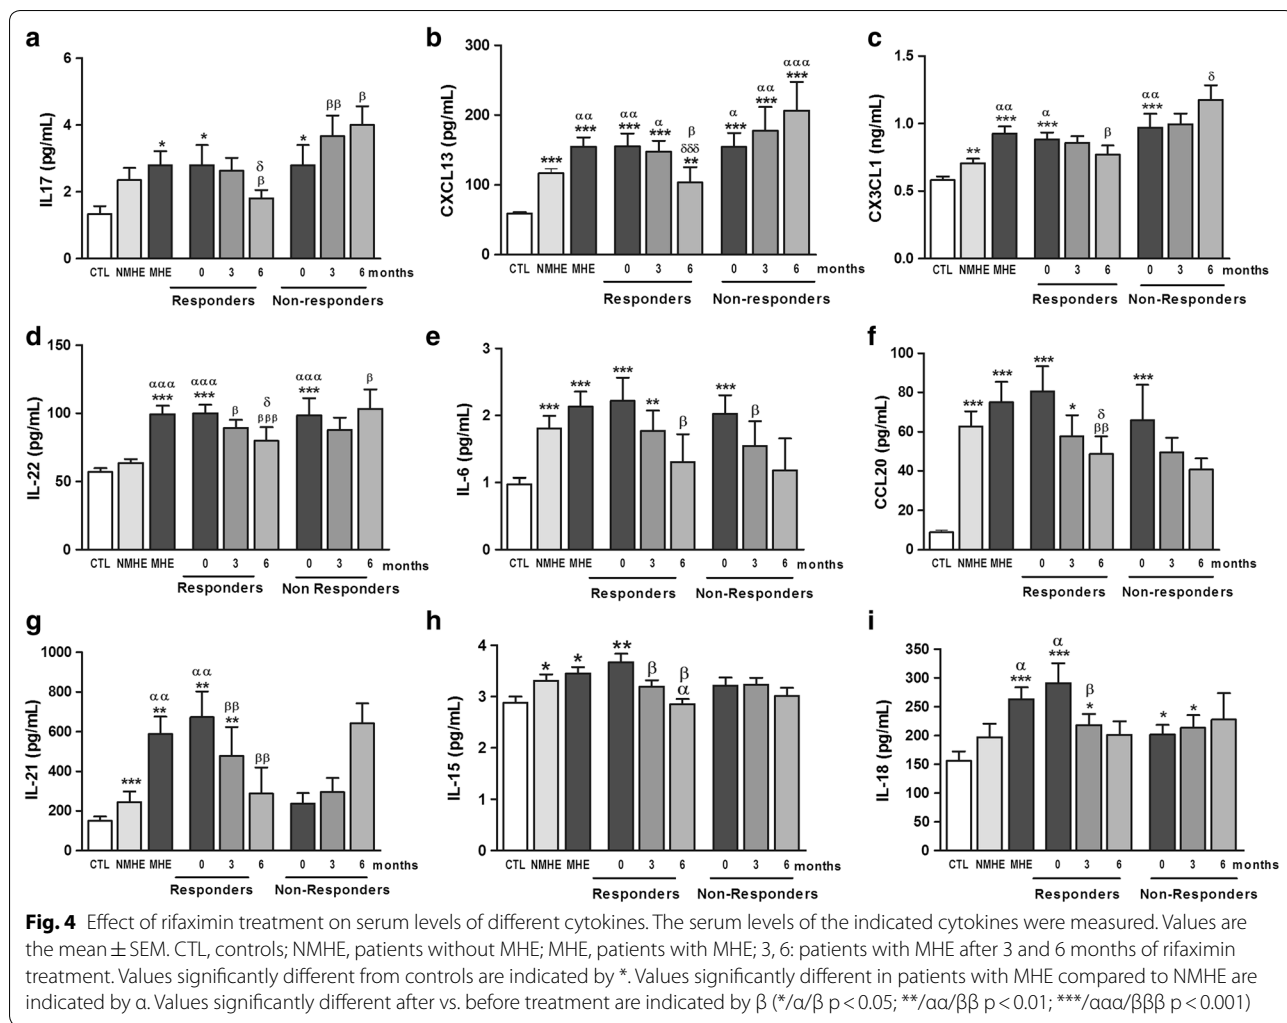 a
IL17 (pg/mL)
6
4
2
0
* * β δ * ββ β
CTL NMHE MHE 0 3 6 0 3 6 months
Responders Non-responders
b
CXCL13 (pg/mL)
300
200
100
0
*** αα *** αα *** α *** β δδδ ** α *** αα *** ααα ***
CTL NMHE MHE 0 3 6 0 3 6 months
Responders Non-responders
c
CX3CL1 (ng/mL)
1.5
1.0
0.5
0.0
** αα *** α *** β αα *** δ
CTL NMHE MHE 0 3 6 0 3 6 months
Responders Non-Responders
d
IL-22 (pg/mL)
150
100
50
0
ααα *** ααα *** β δ βββ ααα *** β
CTL NMHE MHE 0 3 6 0 3 6 months
Responders Non Responders
e
IL-6 (pg/mL)
3
2
1
0
*** *** *** ** β *** β
CTL NMHE MHE 0 3 6 0 3 6 months
Responders Non-Responders
f
CCL20 (pg/mL)
100
80
60
40
20
0
*** *** *** * δ ββ ***
CTL NMHE MHE 0 3 6 0 3 6 months
Responders Non-responders
g
IL-21 (pg/mL)
1000
800
600
400
200
0
*** αα ** αα ** ββ ** ββ
CTL NMHE MHE 0 3 6 0 3 6 months
Responders Non-Responders
h
IL-15 (pg/mL)
4
3
2
1
0
* * ** β β α
CTL NMHE MHE 0 3 6 0 3 6 months
Responders Non-Responders
i
IL-18 (pg/mL)
350
300
250
200
150
100
50
0
α *** α *** β * * *
CTL NMHE MHE 0 3 6 0 3 6 months
Responders Non-Responders
Fig. 4 Effect of rifaximin treatment on serum levels of different cytokines. The serum levels of the indicated cytokines were measured. Values are
the mean ± SEM. CTL, controls; NMHE, patients without MHE; MHE, patients with MHE; 3, 6: patients with MHE after 3 and 6 months of rifaximin
treatment. Values significantly different from controls are indicated by *. Values significantly different in patients with MHE compared to NMHE are
indicated by α. Values significantly different after vs. before treatment are indicated by β (*/α/β p < 0.05; **/αα/ββ p < 0.01; ***/ααα/βββ p < 0.001)